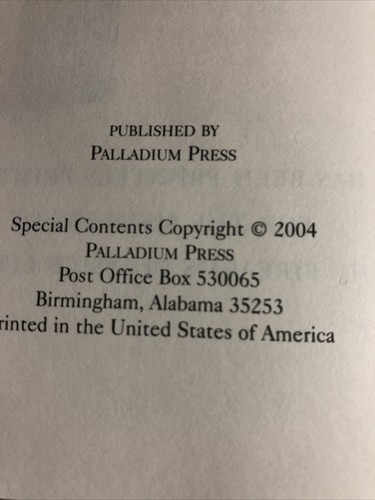 PUBLISHED BY
PALLADIUM PRESS
Special Contents Copyright © 2004
PALLADIUM PRESS
Post Office Box 530065
Birmingham, Alabama 35253
rinted in the United States of America